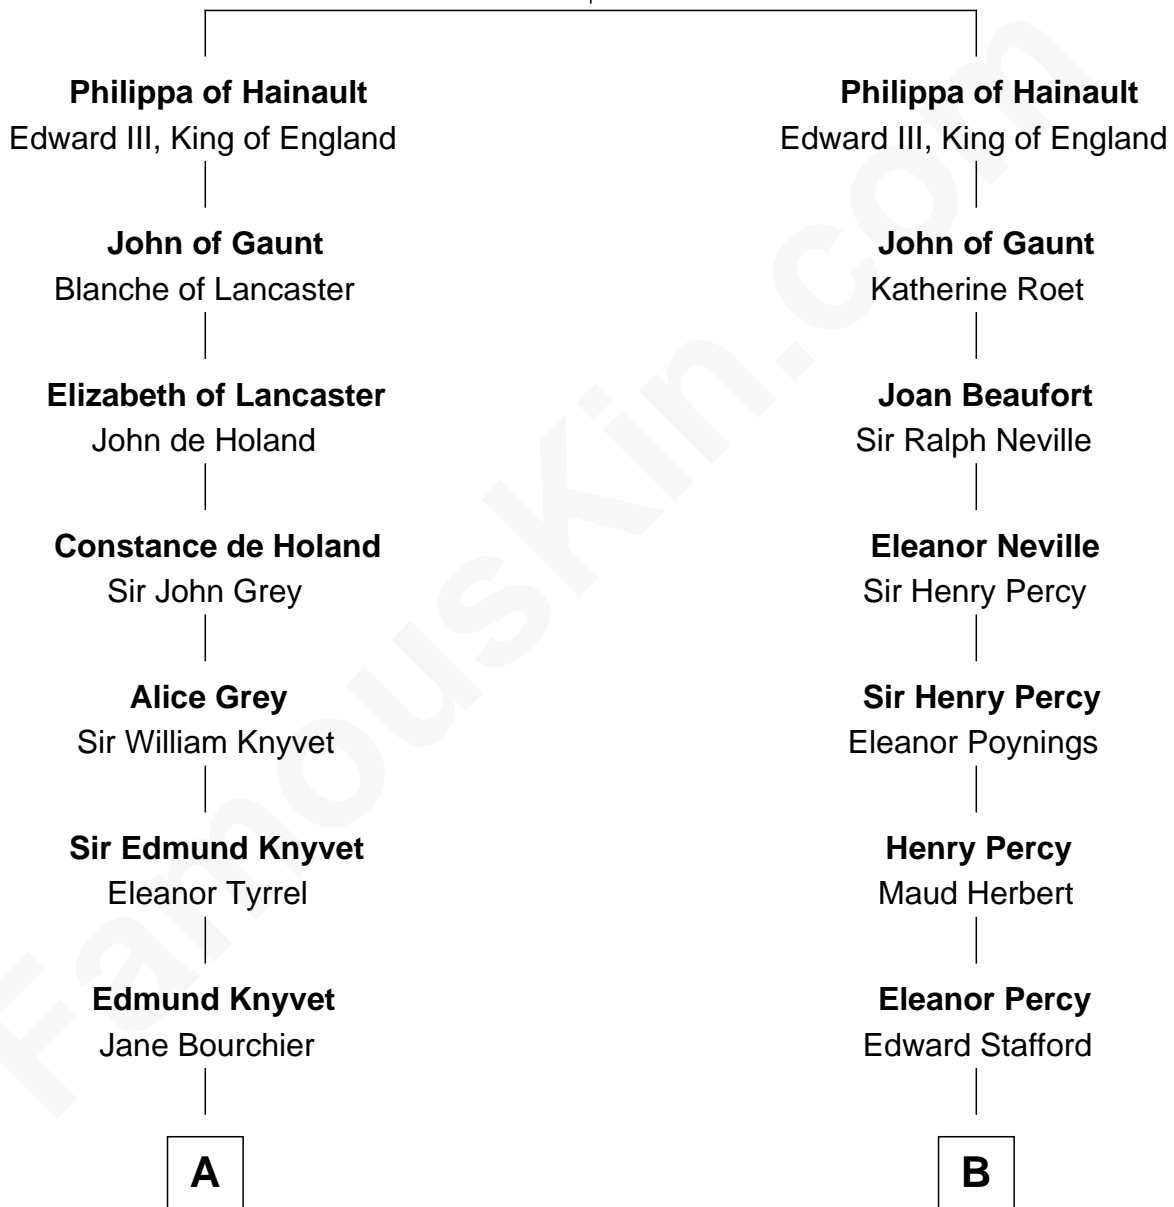 Philippa of Hainault
Edward III, King of England
John of Gaunt
Blanche of Lancaster
Elizabeth of Lancaster
John de Holand
Constance de Holand
Sir John Grey
Alice Grey
Sir William Knyvet
Sir Edmund Knyvet
Eleanor Tyrrel
Edmund Knyvet
Jane Bourchier
A
Philippa of Hainault
Edward III, King of England
John of Gaunt
Katherine Roet
Joan Beaufort
Sir Ralph Neville
Eleanor Neville
Sir Henry Percy
Sir Henry Percy
Eleanor Poynings
Henry Percy
Maud Herbert
Eleanor Percy
Edward Stafford
B
FamousKin.com